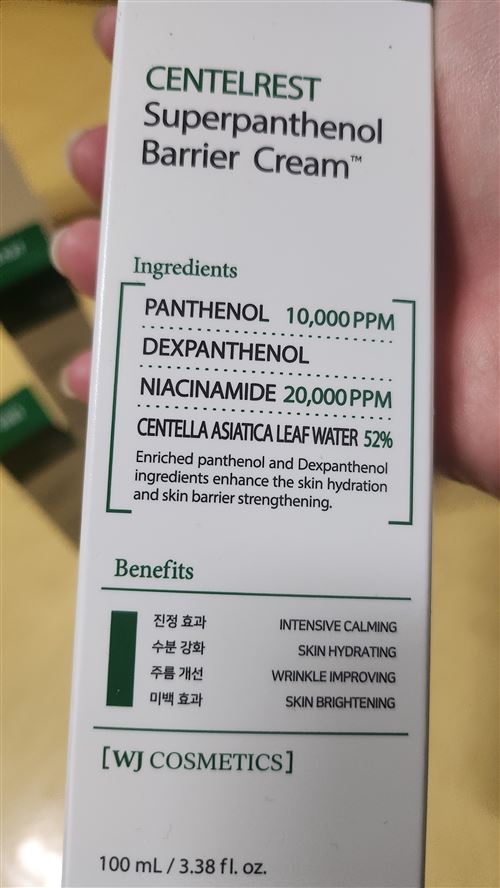 CENTELREST
Superpanthenol
Barrier Cream™
Ingredients
PANTHENOL 10,000 PPM
DEXPANTHENOL
NIACINAMIDE 20,000 PPM
CENTELLA ASIATICA LEAF WATER 52%
Enriched panthenol and Dexpanthenol
ingredients enhance the skin hydration
and skin barrier strengthening.
Benefits
진정 효과 INTENSIVE CALMING
수분 강화 SKIN HYDRATING
주름 개선 WRINKLE IMPROVING
미백 효과 SKIN BRIGHTENING
[WJ COSMETICS]
100 mL / 3.38 fl. oz.